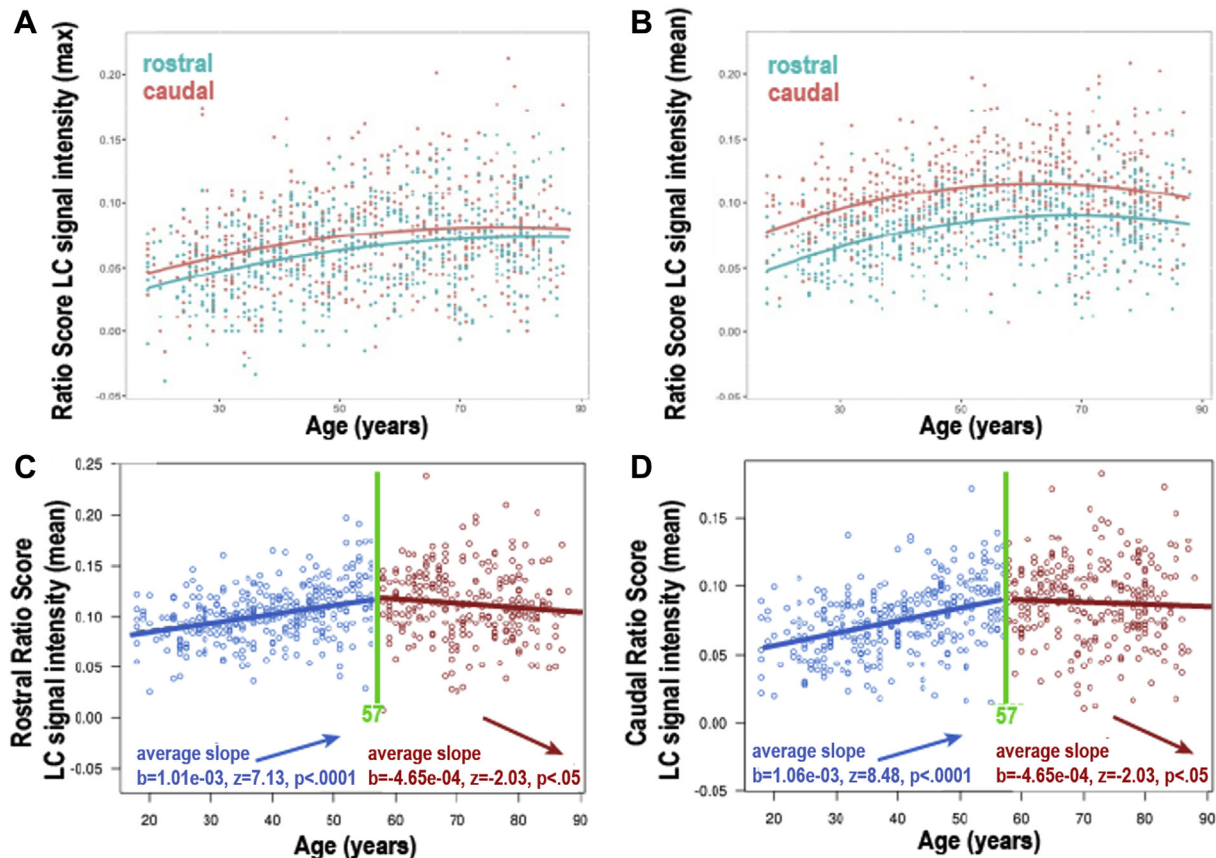 A
Ratio Score LC signal intensity (max)
rostral
caudal
0.20
0.15
0.10
0.05
0.00
-0.05
30
50
70
90
Age (years)
B
Ratio Score LC signal intensity (mean)
rostral
caudal
0.20
0.15
0.10
0.05
0.00
-0.05
30
50
70
90
Age (years)
C
Rostral Ratio Score
LC signal intensity (mean)
0.25
0.20
0.15
0.10
0.05
0.00
-0.05
57
average slope
b=1.01e-03, z=7.13, p<.0001
average slope
b=-4.65e-04, z=-2.03, p<.05
20 30 40 50 60 70 80 90
Age (years)
D
Caudal Ratio Score
LC signal intensity (mean)
0.15
0.10
0.05
0.00
-0.05
57
average slope
b=1.06e-03, z=8.48, p<.0001
average slope
b=-4.65e-04, z=-2.03, p<.05
20 30 40 50 60 70 80 90
Age (years)